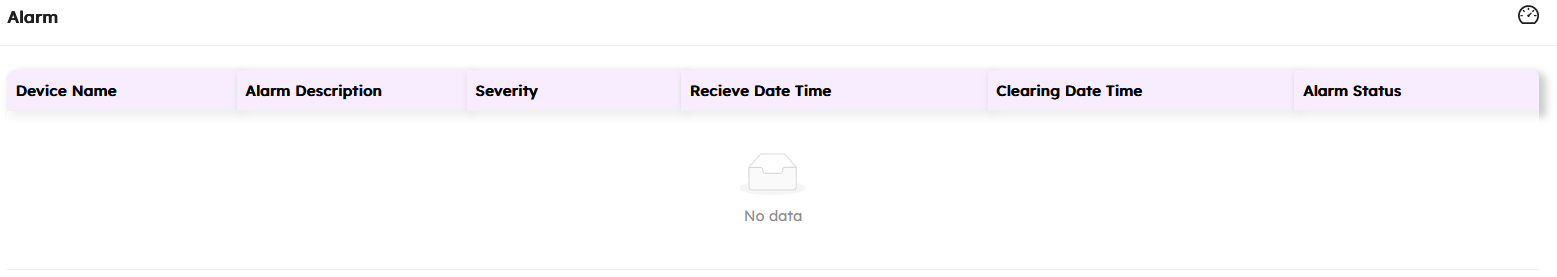 Alarm
Device Name Alarm Description Severity Recieve Date Time Clearing Date Time Alarm Status
No data